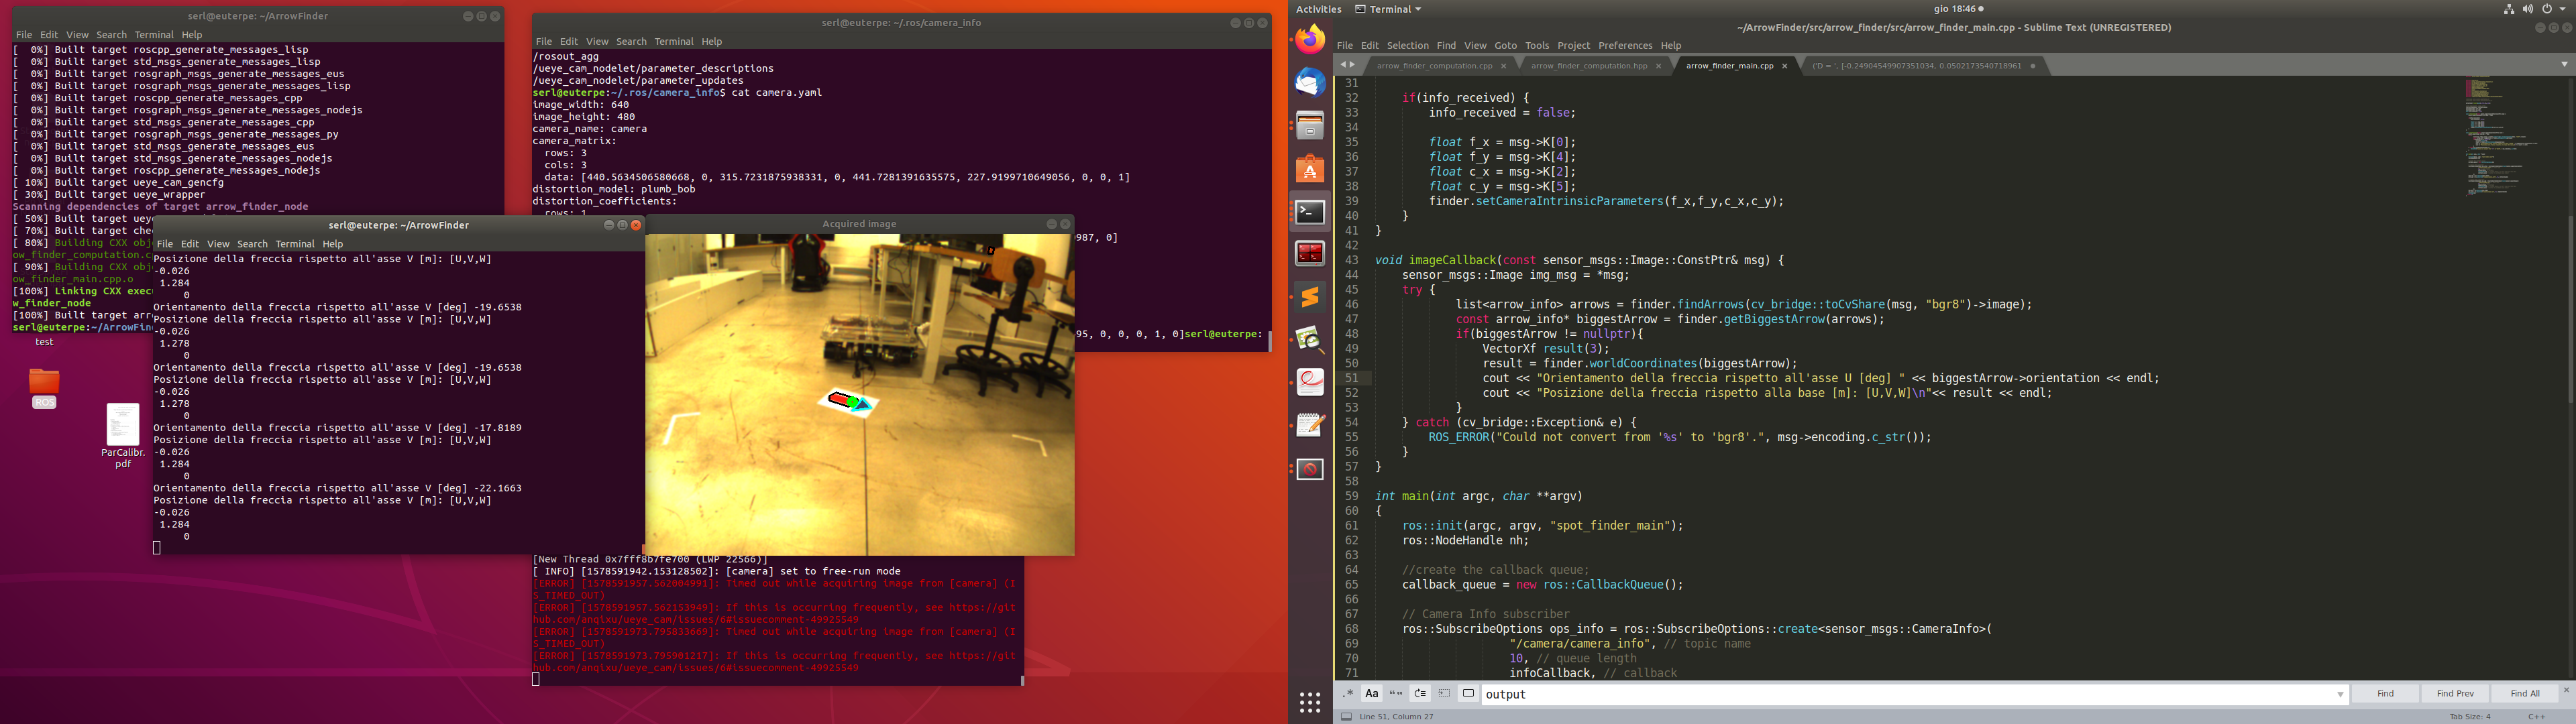 serl@euterpe: ~/ArrowFinder
File Edit View Search Terminal Help
[  0%] Built target roscpp_generate_messages_lisp
[  0%] Built target std_msgs_generate_messages_lisp
[  0%] Built target rosgraph_msgs_generate_messages_eus
[  0%] Built target rosgraph_msgs_generate_messages_lisp
[  0%] Built target roscpp_generate_messages_cpp
[  0%] Built target rosgraph_msgs_generate_messages_nodejs
[  0%] Built target std_msgs_generate_messages_cpp
[  0%] Built target rosgraph_msgs_generate_messages_py
[  0%] Built target std_msgs_generate_messages_eus
[  0%] Built target std_msgs_generate_messages_nodejs
[  0%] Built target roscpp_generate_messages_nodejs
[ 10%] Built target ueye_cam_gencfg
[ 30%] Built target ueye_wrapper
Scanning dependencies of target arrow_finder_node
[ 50%] Built target
[ 70%] Built target
[ 80%] Building CXX
ow_finder_computation.
[ 90%] Building CXX
ow_finder_main.cpp.o
[100%] Linking CXX
w_finder_node
[100%] Built target
serl@euterpe:~/
test
ROS
ParCalibr.
pdf
serl@euterpe: ~/ArrowFinder
File Edit View Search Terminal Help
Posizione della freccia rispetto all'asse V [m]: [U,V,W]
-0.026
1.284
0
Orientamento della freccia rispetto all'asse V [deg] -19.6538
Posizione della freccia rispetto all'asse V [m]: [U,V,W]
-0.026
1.278
0
Orientamento della freccia rispetto all'asse V [deg] -19.6538
Posizione della freccia rispetto all'asse V [m]: [U,V,W]
-0.026
1.278
0
Orientamento della freccia rispetto all'asse V [deg] -17.8189
Posizione della freccia rispetto all'asse V [m]: [U,V,W]
-0.026
1.284
0
Orientamento della freccia rispetto all'asse V [deg] -22.1663
Posizione della freccia rispetto all'asse V [m]: [U,V,W]
-0.026
1.284
0
serl@euterpe: ~/.ros/camera_info
File Edit View Search Terminal Help
/rosout_agg
/ueye_cam_nodelet/parameter_descriptions
/ueye_cam_nodelet/parameter_updates
serl@euterpe:~/.ros/camera_info$ cat camera.yaml
image_width: 640
image_height: 480
camera_name: camera
camera_matrix:
rows: 3
cols: 3
data: [440.5634506580668, 0, 315.7231875938331, 0, 441.7281391635575, 227.9199710649056, 0, 0, 1]
distortion_model: plumb_bob
distortion_coefficients:
rows: 1
987, 0]
95, 0, 0, 0, 1, 0]serl@euterpe:
Acquired image
[New Thread 0x7fff8b7fe700 (LWP 22566)]
[ INFO] [1578591942.153128502]: [camera] set to free-run mode
[ERROR] [1578591957.562004991]: Timed out while acquiring image from [camera] (I
S_TIMED_OUT)
[ERROR] [1578591957.562153949]: If this is occurring frequently, see https://git
hub.com/anqixu/ueye_cam/issues/6#issuecomment-49925549
[ERROR] [1578591973.795833669]: Timed out while acquiring image from [camera] (I
S_TIMED_OUT)
[ERROR] [1578591973.795901217]: If this is occurring frequently, see https://git
hub.com/anqixu/ueye_cam/issues/6#issuecomment-49925549
Activities Terminal gio 18:46
~/ArrowFinder/src/arrow_finder/src/arrow_finder_main.cpp - Sublime Text (UNREGISTERED)
File Edit Selection Find View Goto Tools Project Preferences Help
arrow_finder_computation.cpp × arrow_finder_computation.hpp × arrow_finder_main.cpp × ('D = ', [-0.24904549907351034, 0.0502173540718961
31
32 if(info_received) {
33 info_received = false;
34
35 float f_x = msg->K[0];
36 float f_y = msg->K[4];
37 float c_x = msg->K[2];
38 float c_y = msg->K[5];
39 finder.setCameraIntrinsicParameters(f_x,f_y,c_x,c_y);
40 }
41 }
42
43 void imageCallback(const sensor_msgs::Image::ConstPtr& msg) {
44 sensor_msgs::Image img_msg = *msg;
45 try {
46 list<arrow_info> arrows = finder.findArrows(cv_bridge::toCvShare(msg, "bgr8")->image);
47 const arrow_info* biggestArrow = finder.getBiggestArrow(arrows);
48 if(biggestArrow != nullptr){
49 VectorXf result(3);
50 result = finder.worldCoordinates(biggestArrow);
51 cout << "Orientamento della freccia rispetto all'asse U [deg] " << biggestArrow->orientation << endl;
52 cout << "Posizione della freccia rispetto alla base [m]: [U,V,W]\n"<< result << endl;
53 }
54 } catch (cv_bridge::Exception& e) {
55 ROS_ERROR("Could not convert from '%s' to 'bgr8'.", msg->encoding.c_str());
56 }
57 }
58
59 int main(int argc, char **argv)
60 {
61 ros::init(argc, argv, "spot_finder_main");
62 ros::NodeHandle nh;
63
64 //create the callback queue;
65 callback_queue = new ros::CallbackQueue();
66
67 // Camera Info subscriber
68 ros::SubscribeOptions ops_info = ros::SubscribeOptions::create<sensor_msgs::CameraInfo>(
69 "/camera/camera_info", // topic name
70 10, // queue length
71 infoCallback, // callback
.* Aa “” output Find Find Prev Find All ×
Line 51, Column 27 Tab Size: 4 C++